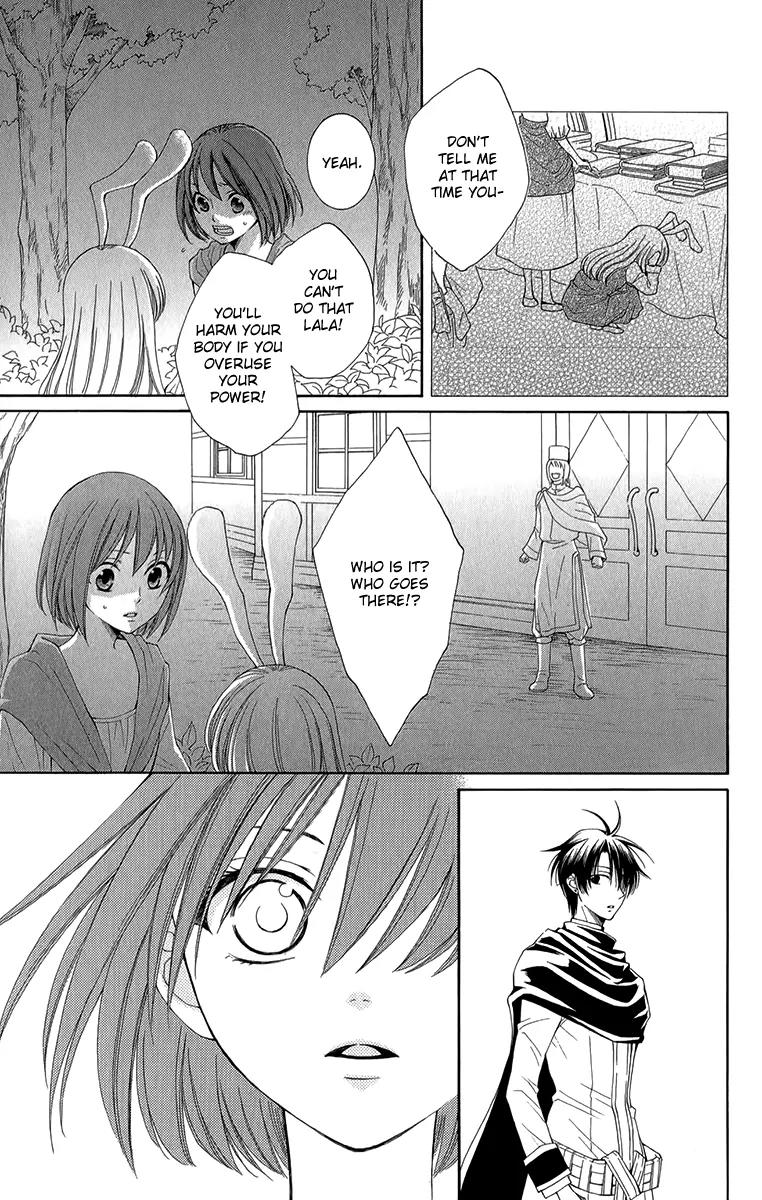 DON'T
TELL ME
AT THAT
TIME YOU-
YEAH.
YOU
CAN'T
DO THAT
LALA!
YOU'LL
HARM YOUR
BODY IF YOU
OVERUSE
YOUR
POWER!
WHO IS IT?
WHO GOES
THERE!?